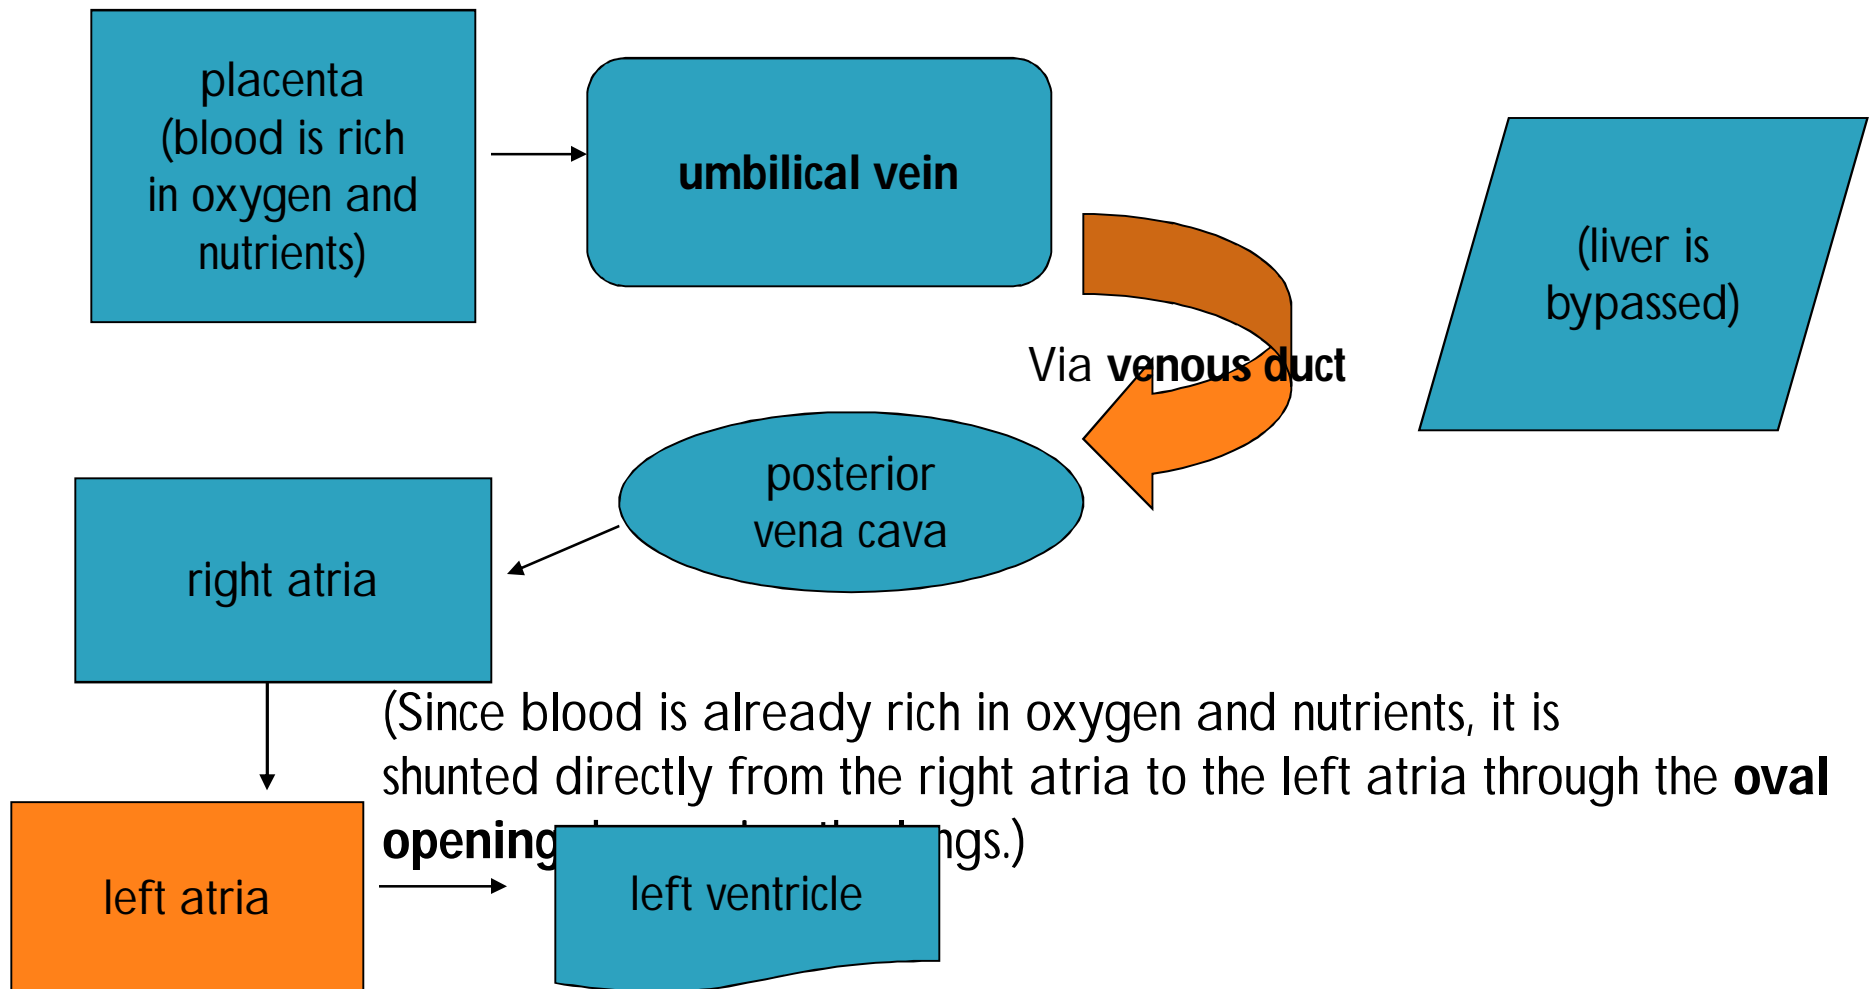 placenta
(blood is rich
in oxygen and
nutrients)
umbilical vein
(liver is
bypassed)
Via venous duct
posterior
vena cava
right atria
(Since blood is already rich in oxygen and nutrients, it is
shunted directly from the right atria to the left atria through the oval
opening ngs.)
left atria
left ventricle